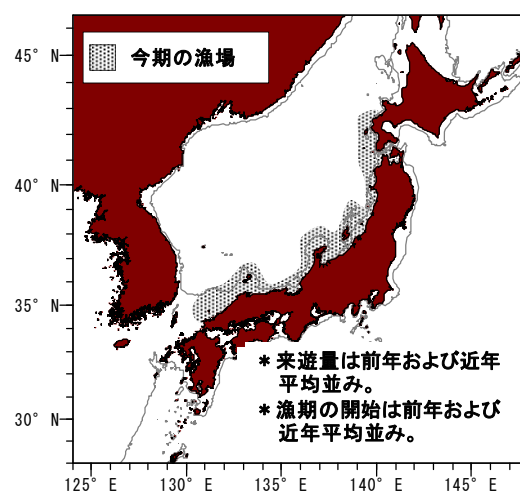 今期の漁場
45° N
40° N
35° N
30° N
＊来遊量は前年および近年
平均並み。
＊漁期の開始は前年および
近年平均並み。
125° E 130° E 135° E 140° E 145° E